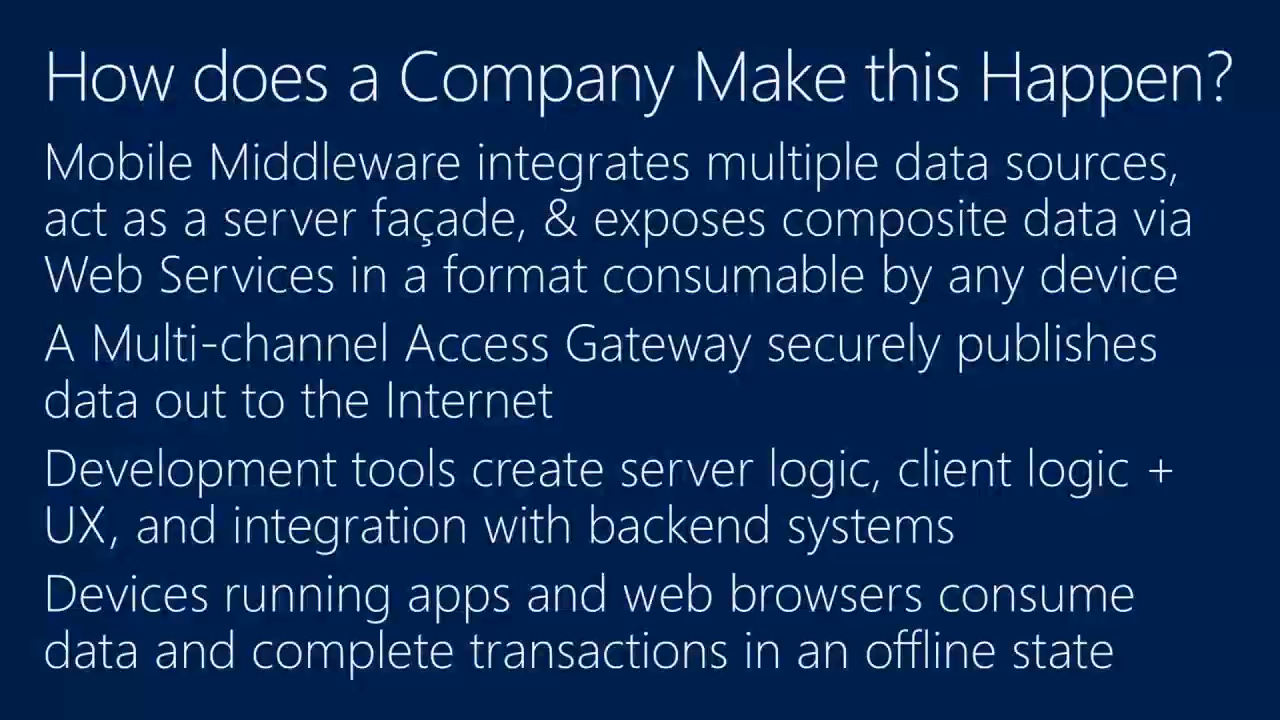 How does a Company Make this Happen?
Mobile Middleware integrates multiple data sources,
act as a server façade, & exposes composite data via
Web Services in a format consumable by any device
A Multi-channel Access Gateway securely publishes
data out to the Internet
Development tools create server logic, client logic +
UX, and integration with backend systems
Devices running apps and web browsers consume
data and complete transactions in an offline state